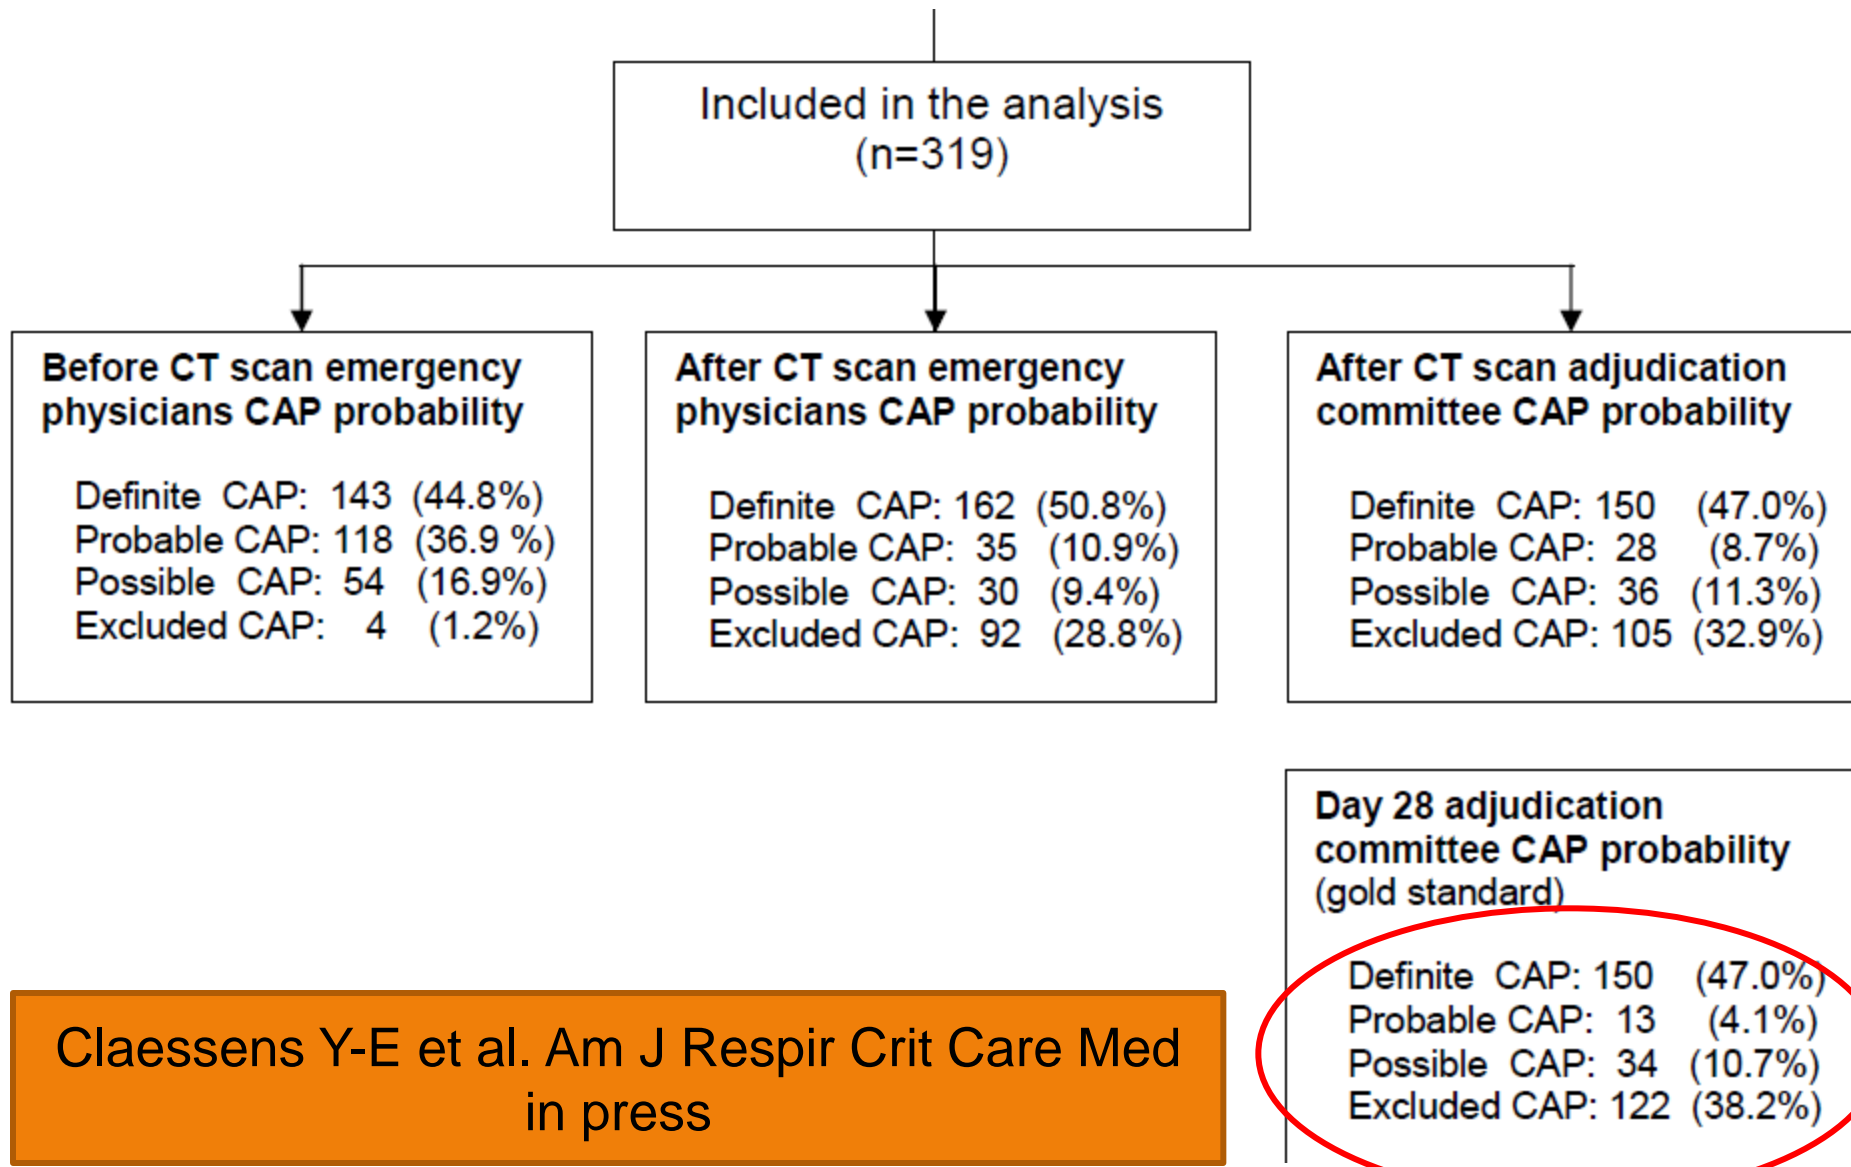 Included in the analysis
(n=319)
Before CT scan emergency
physicians CAP probability
Definite CAP: 143 (44.8%)
Probable CAP: 118 (36.9 %)
Possible CAP: 54 (16.9%)
Excluded CAP: 4 (1.2%)
After CT scan emergency
physicians CAP probability
Definite CAP: 162 (50.8%)
Probable CAP: 35 (10.9%)
Possible CAP: 30 (9.4%)
Excluded CAP: 92 (28.8%)
After CT scan adjudication
committee CAP probability
Definite CAP: 150 (47.0%)
Probable CAP: 28 (8.7%)
Possible CAP: 36 (11.3%)
Excluded CAP: 105 (32.9%)
Day 28 adjudication
committee CAP probability
(gold standard)
Definite CAP: 150 (47.0%)
Probable CAP: 13 (4.1%)
Possible CAP: 34 (10.7%)
Excluded CAP: 122 (38.2%)
Claessens Y-E et al. Am J Respir Crit Care Med
in press